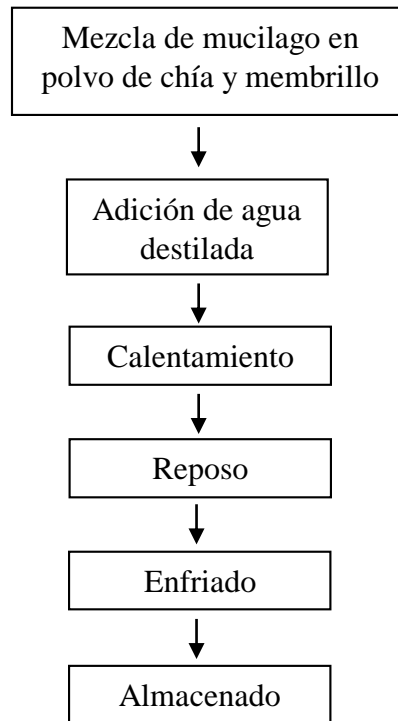 Mezcla de mucilago en
polvo de chía y membrillo
Adición de agua
destilada
Calentamiento
Reposo
Enfriado
Almacenado